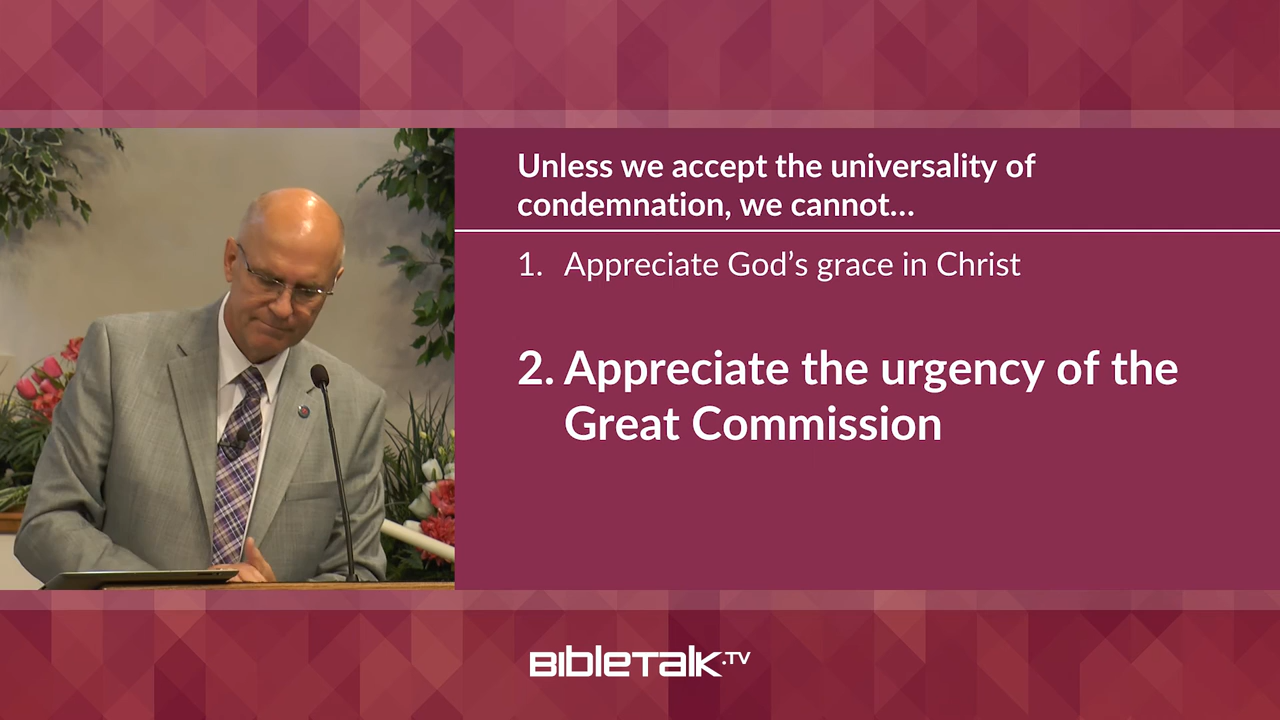 Unless we accept the universality of
condemnation, we cannot...
1. Appreciate God’s grace in Christ
2. Appreciate the urgency of the
Great Commission
BIBLETALK.TV